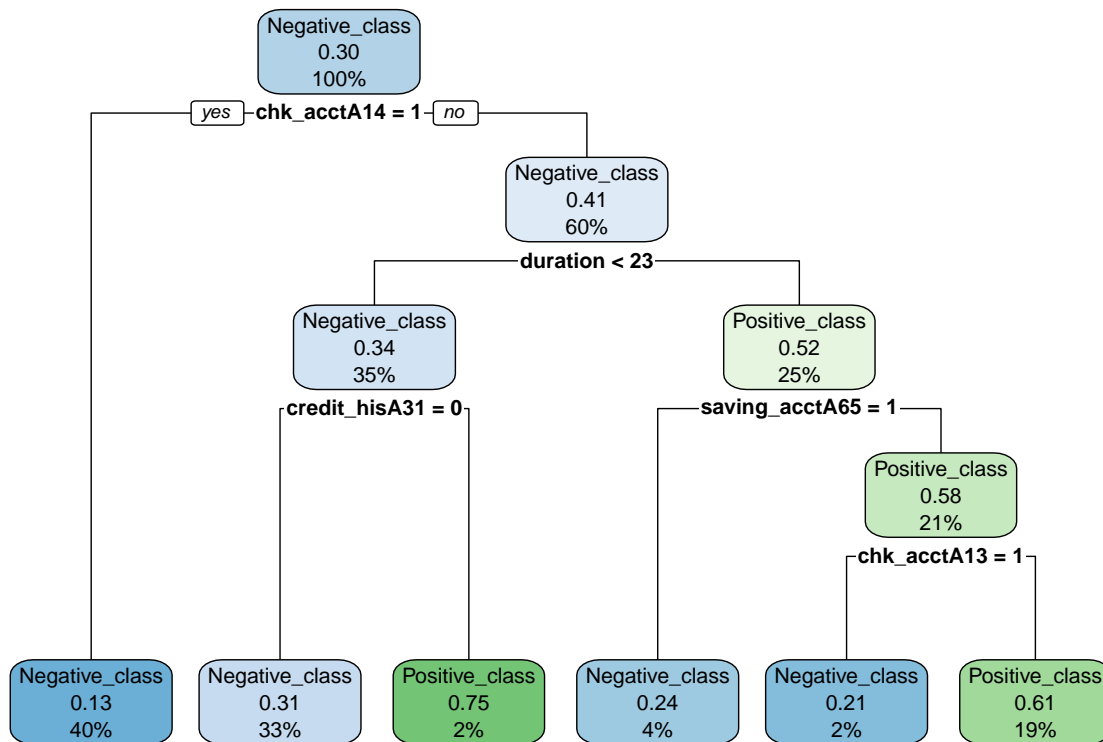 Negative_class
0.30
100%
yes chk_acctA14 = 1 no
Negative_class
0.41
60%
duration < 23
Negative_class
0.34
35%
credit_hisA31 = 0
Positive_class
0.52
25%
saving_acctA65 = 1
Positive_class
0.58
21%
chk_acctA13 = 1
Negative_class
0.13
40%
Negative_class
0.31
33%
Positive_class
0.75
2%
Negative_class
0.24
4%
Negative_class
0.21
2%
Positive_class
0.61
19%